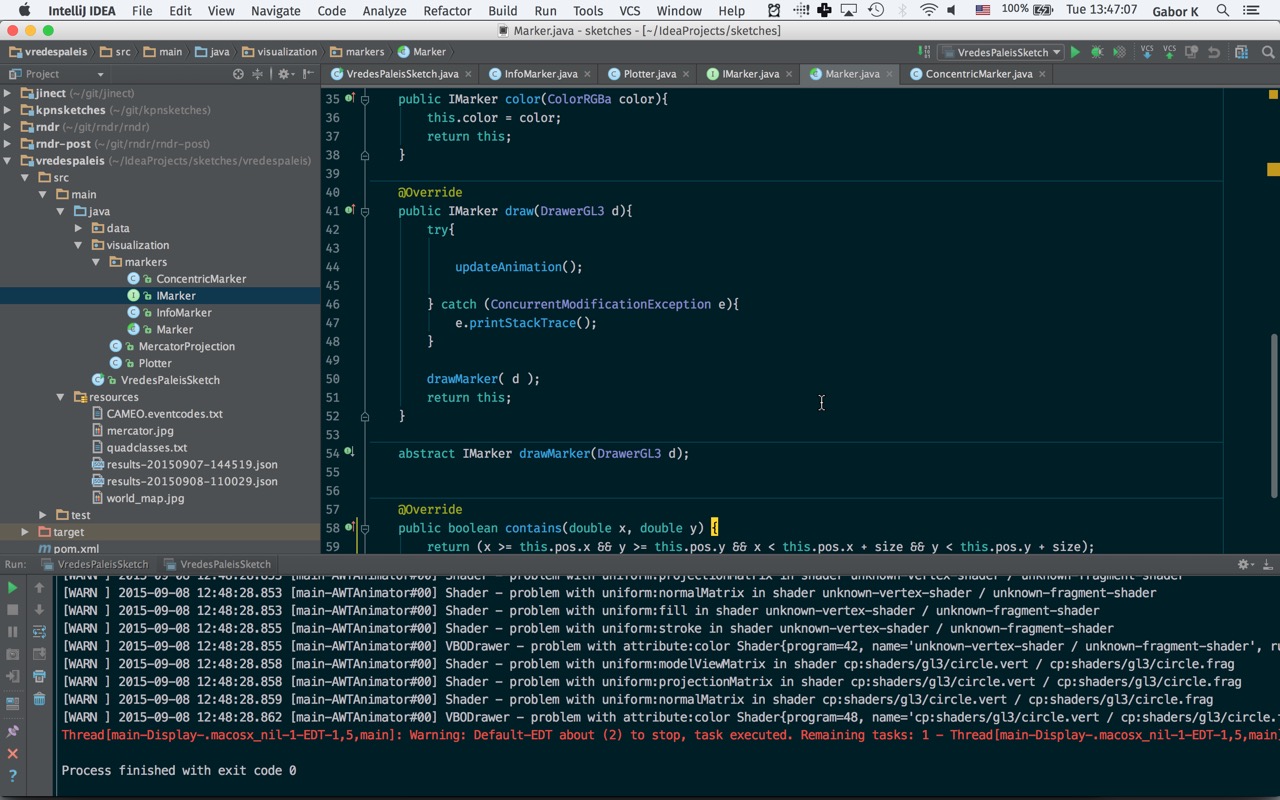 IntelliJ IDEA File Edit View Navigate Code Analyze Refactor Build Run Tools VCS Window Help 100% Tue 13:47:07 Gabor K
Marker.java - sketches - [~/IdeaProjects/sketches]
vredespaleis src main java visualization markers Marker VredesPaleisSketch VCS VCS
Project
VredesPaleisSketch.java InfoMarker.java Plotter.java IMarker.java Marker.java ConcentricMarker.java
jinect (~/git/jinect)
kpnsketches (~/git/kpnsketches)
rndr (~/git/rndr/rndr)
rndr-post (~/git/rndr/rndr-post)
vredespaleis (~/IdeaProjects/sketches/vredespaleis)
src
main
java
data
visualization
markers
ConcentricMarker
IMarker
InfoMarker
Marker
MercatorProjection
Plotter
VredesPaleisSketch
resources
CAMEO.eventcodes.txt
mercator.jpg
quadclasses.txt
results-20150907-144519.json
results-20150908-110029.json
world_map.jpg
test
target
pom.xml
35 public IMarker color(ColorRGBa color){
36 this.color = color;
37 return this;
38 }
39
40 @Override
41 public IMarker draw(DrawerGL3 d){
42 try{
43
44 updateAnimation();
45
46 } catch (ConcurrentModificationException e){
47 e.printStackTrace();
48 }
49
50 drawMarker( d );
51 return this;
52 }
53
54 abstract IMarker drawMarker(DrawerGL3 d);
55
56
57 @Override
58 public boolean contains(double x, double y) {
59 return (x >= this.pos.x && y >= this.pos.y && x < this.pos.x + size && y < this.pos.y + size);
Run: VredesPaleisSketch VredesPaleisSketch
[WARN ] 2015-09-08 12:48:28.853 [main-AWTAnimator#00] Shader - problem with uniform:projectionMatrix in shader unknown-vertex-shader / unknown-fragment-shader
[WARN ] 2015-09-08 12:48:28.853 [main-AWTAnimator#00] Shader - problem with uniform:normalMatrix in shader unknown-vertex-shader / unknown-fragment-shader
[WARN ] 2015-09-08 12:48:28.853 [main-AWTAnimator#00] Shader - problem with uniform:fill in shader unknown-vertex-shader / unknown-fragment-shader
[WARN ] 2015-09-08 12:48:28.855 [main-AWTAnimator#00] Shader - problem with uniform:stroke in shader unknown-vertex-shader / unknown-fragment-shader
[WARN ] 2015-09-08 12:48:28.855 [main-AWTAnimator#00] VBODrawer - problem with attribute:color Shader{program=42, name='unknown-vertex-shader / unknown-fragment-shader', ru
[WARN ] 2015-09-08 12:48:28.858 [main-AWTAnimator#00] Shader - problem with uniform:modelViewMatrix in shader cp:shaders/gl3/circle.vert / cp:shaders/gl3/circle.frag
[WARN ] 2015-09-08 12:48:28.858 [main-AWTAnimator#00] Shader - problem with uniform:projectionMatrix in shader cp:shaders/gl3/circle.vert / cp:shaders/gl3/circle.frag
[WARN ] 2015-09-08 12:48:28.859 [main-AWTAnimator#00] Shader - problem with uniform:normalMatrix in shader cp:shaders/gl3/circle.vert / cp:shaders/gl3/circle.frag
[WARN ] 2015-09-08 12:48:28.862 [main-AWTAnimator#00] VBODrawer - problem with attribute:color Shader{program=48, name='cp:shaders/gl3/circle.vert / cp:shaders/gl3/circle.
Thread[main-Display-.macosx_nil-1-EDT-1,5,main]: Warning: Default-EDT about (2) to stop, task executed. Remaining tasks: 1 - Thread[main-Display-.macosx_nil-1-EDT-1,5,main]
Process finished with exit code 0